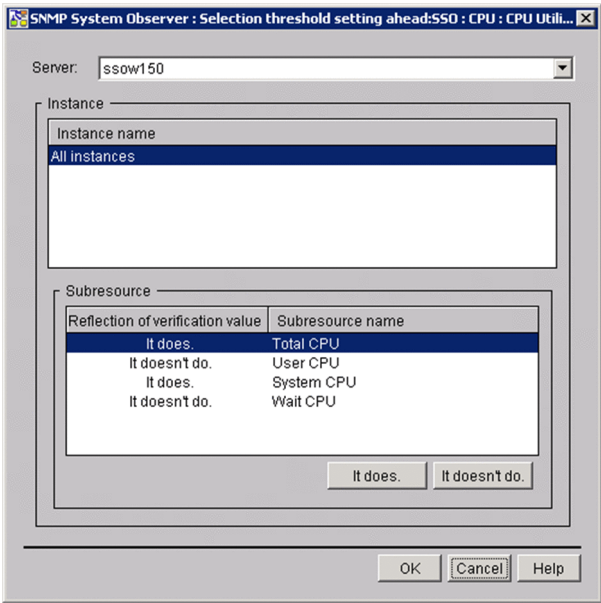 SNMP System Observer : Selection threshold setting ahead:SSO : CPU : CPU Utili...
Server: ssow150
Instance
Instance name
All instances
Subresource
Reflection of verification value Subresource name
It does. Total CPU
It doesn't do. User CPU
It does. System CPU
It doesn't do. Wait CPU
It does. It doesn't do.
OK Cancel Help